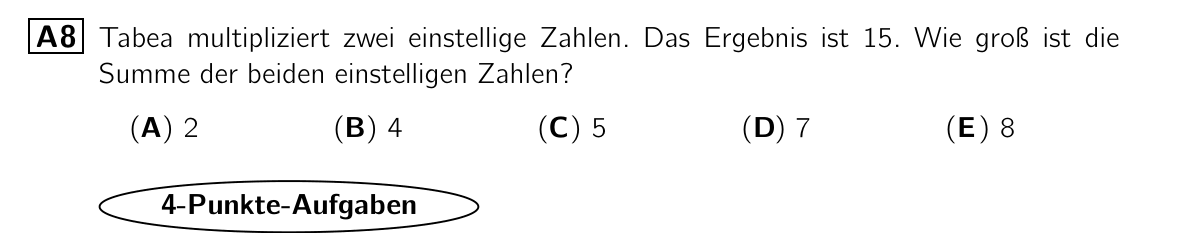 A8 Tabea multipliziert zwei einstellige Zahlen. Das Ergebnis ist 15. Wie groß ist die
Summe der beiden einstelligen Zahlen?
(A) 2 (B) 4 (C) 5 (D) 7 (E) 8
4-Punkte-Aufgaben